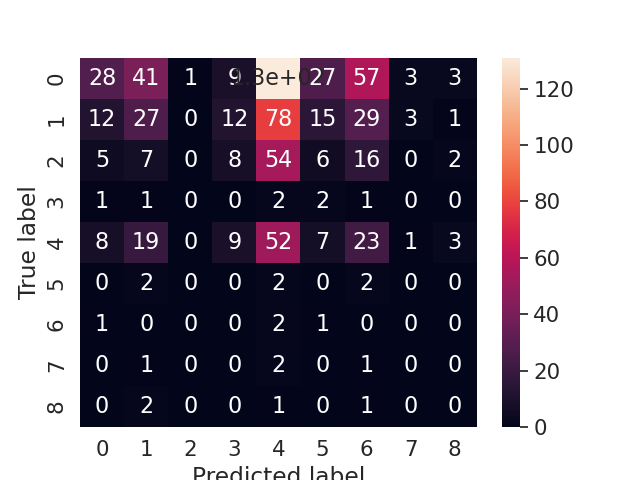 0 28 41 1 9 1.3e+02 27 57 3 3
1 12 27 0 12 78 15 29 3 1
2 5 7 0 8 54 6 16 0 2
3 1 1 0 0 2 2 1 0 0
4 8 19 0 9 52 7 23 1 3
5 0 2 0 0 2 0 2 0 0
6 1 0 0 0 2 1 0 0 0
7 0 1 0 0 2 0 1 0 0
8 0 2 0 0 1 0 1 0 0
0 1 2 3 4 5 6 7 8
True label
Predicted label
120
100
80
60
40
20
0